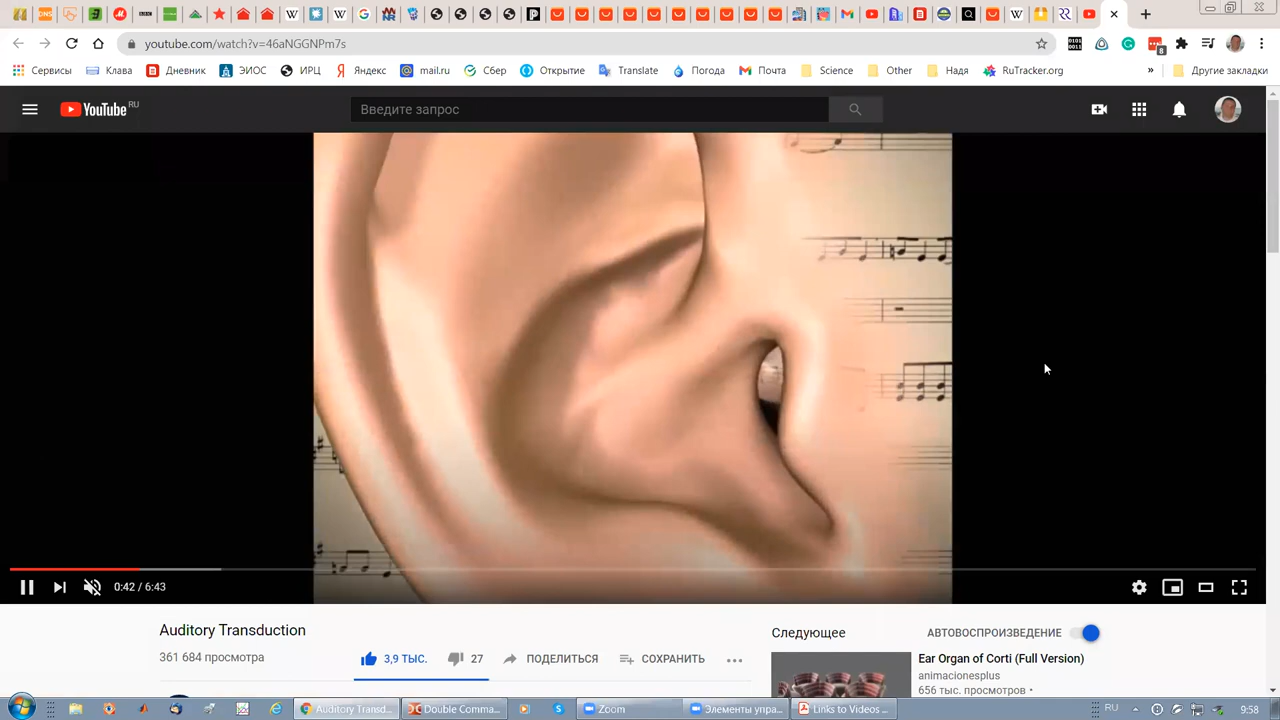 youtube.com/watch?v=46aNGGNPm7s
8
Сервисы
Клава
Дневник
ЭИОС
ИРЦ
Яндекс
mail.ru
Сбер
Открытие
Translate
Погода
Почта
Science
Other
Надя
RuTracker.org
»
Другие закладки
YouTube RU
Введите запрос
0:42 / 6:43
Auditory Transduction
Следующее
АВТОВОСПРОИЗВЕДЕНИЕ
361 684 просмотра
3,9 ТЫС.
27
ПОДЕЛИТЬСЯ
СОХРАНИТЬ
Ear Organ of Corti (Full Version)
animacionesplus
656 тыс. просмотров •
Auditory Transd...
Double Comma...
Zoom
Элементы упра...
Links to Videos ...
RU
9:58